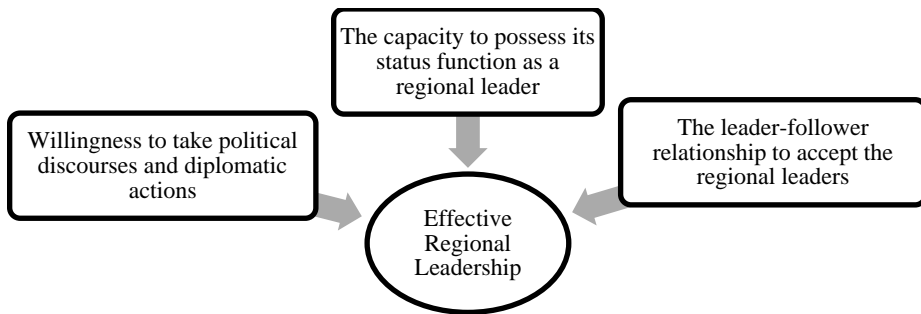 The capacity to possess its
status function as a
regional leader
Willingness to take political
discourses and diplomatic
actions
The leader-follower
relationship to accept the
regional leaders
Effective
Regional
Leadership